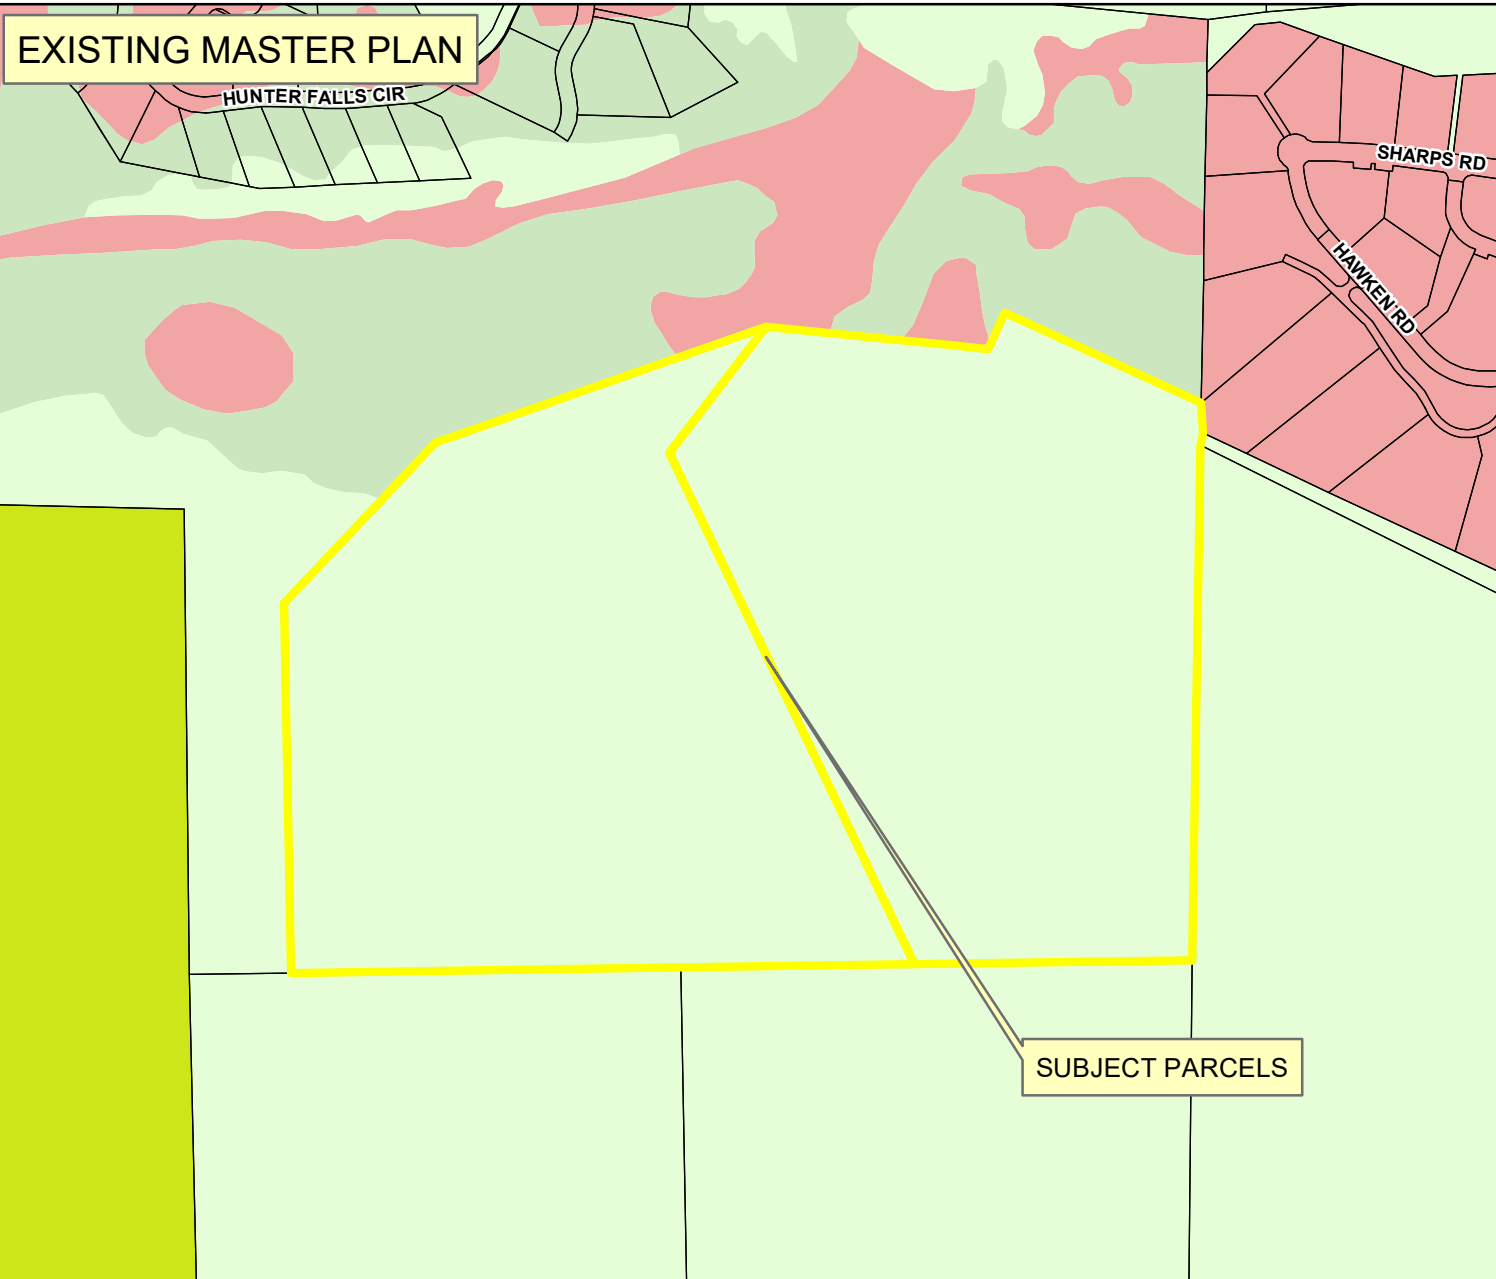 EXISTING MASTER PLAN
HUNTER FALLS CIR
SHARPS RD
HAWKEN RD
SUBJECT PARCELS